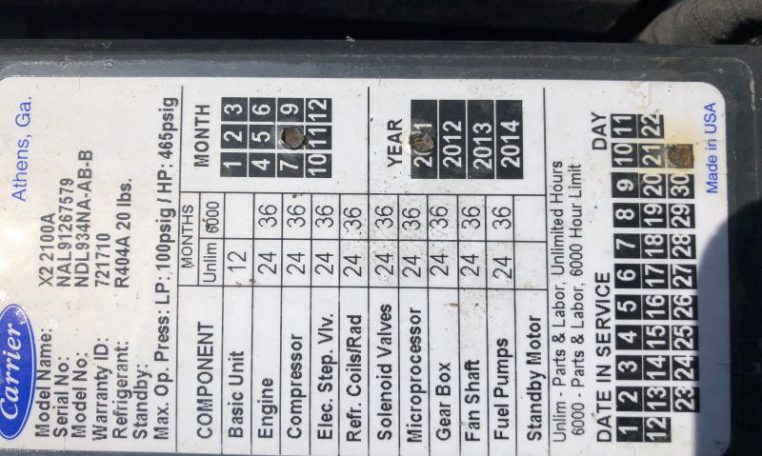 Carrier
Athens, Ga.
Model Name: X2 2100A
Serial No: NAL91267579
Model No: NDL934NA-AB-B
Warranty ID: 721710
Refrigerant: R404A 20 lbs.
Standby:
Max. Op. Press: LP: 100psig / HP: 465psig
COMPONENT MONTHS
Unlim 6000
Basic Unit 12
Engine 24 36
Compressor 24 36
Elec. Step. Vlv. 24 36
Refr. Coils/Rad 24 36
Solenoid Valves 24 36
Microprocessor 24 36
Gear Box 24 36
Fan Shaft 24 36
Fuel Pumps 24 36
Standby Motor
MONTH
1 2 3
4 5 6
7 9
10 11 12
YEAR
2012
2013
2014
Unlim - Parts & Labor, Unlimited Hours
6000 - Parts & Labor, 6000 Hour Limit
DATE IN SERVICE DAY
1 2 3 4 5 6 7 8 9 10 11
12 13 14 15 16 17 18 19 20 21 22
23 24 25 26 27 28 29 30
Made in USA